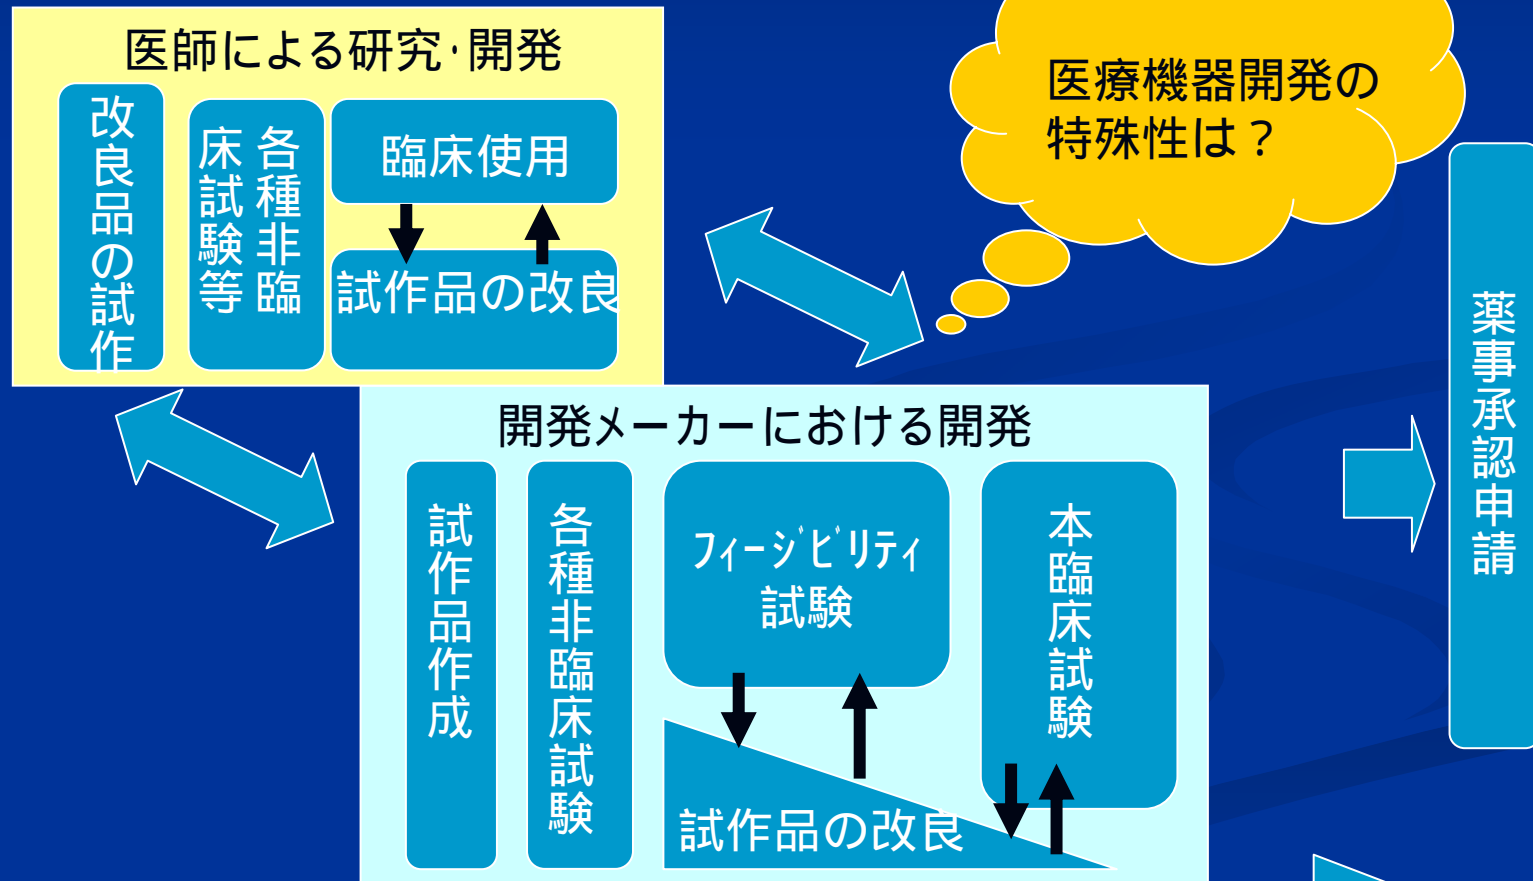 医師による研究・開発
改良品の試作
各種非臨
床試験等
臨床使用
試作品の改良
医療機器開発の
特殊性は？
開発メーカーにおける開発
試作品作成
各種非臨床試験
ﾌｨｰｼﾞﾋﾞﾘﾃｨ
試験
本臨床試験
試作品の改良
薬事承認申請